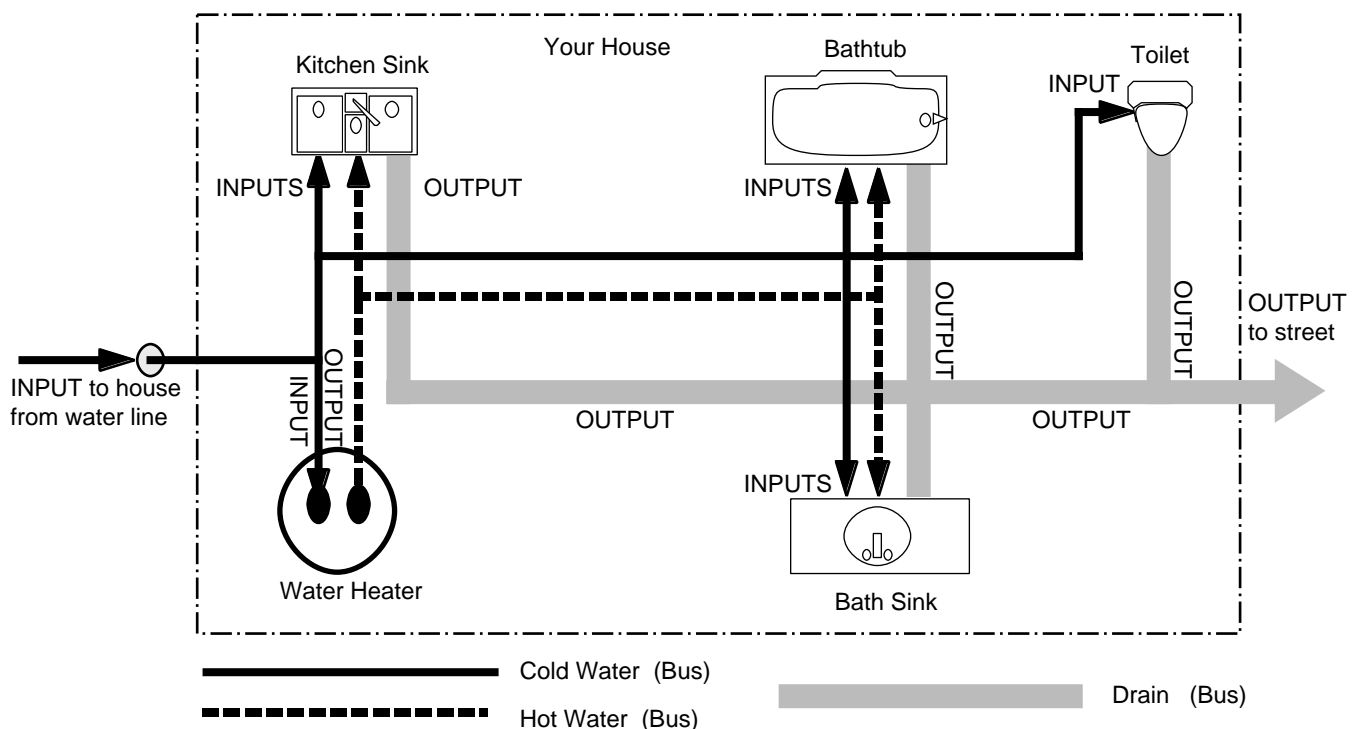 Your House
Kitchen Sink
Bathtub
Toilet
INPUT
INPUTS
OUTPUT
INPUTS
OUTPUT
OUTPUT
OUTPUT
to street
INPUT to house
from water line
OUTPUT
INPUT
OUTPUT
OUTPUT
INPUTS
Water Heater
Bath Sink
Cold Water (Bus)
Hot Water (Bus)
Drain (Bus)